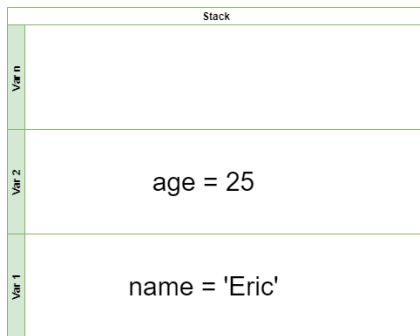 Stack
Var n
Var 2
age = 25
Var 1
name = 'Eric'